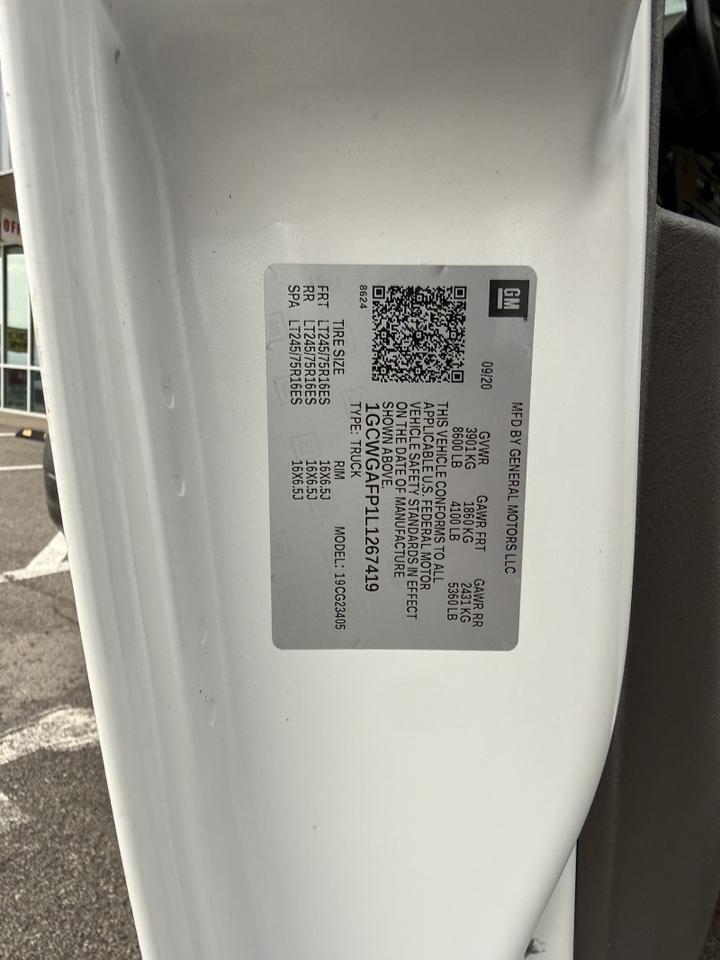 GM
MFD BY GENERAL MOTORS LLC
09/20
GVWR GAWR FRT GAWR RR
3901 KG 1860 KG 2431 KG
8600 LB 4100 LB 5360 LB
THIS VEHICLE CONFORMS TO ALL
APPLICABLE U.S. FEDERAL MOTOR
VEHICLE SAFETY STANDARDS IN EFFECT
ON THE DATE OF MANUFACTURE
SHOWN ABOVE.
1GCWGAFP1L1267419
8624
TYPE: TRUCK
MODEL: 19CG23405
TIRE SIZE RIM
FRT LT245/75R16ES 16X6.5J
RR LT245/75R16ES 16X6.5J
SPA LT245/75R16ES 16X6.5J